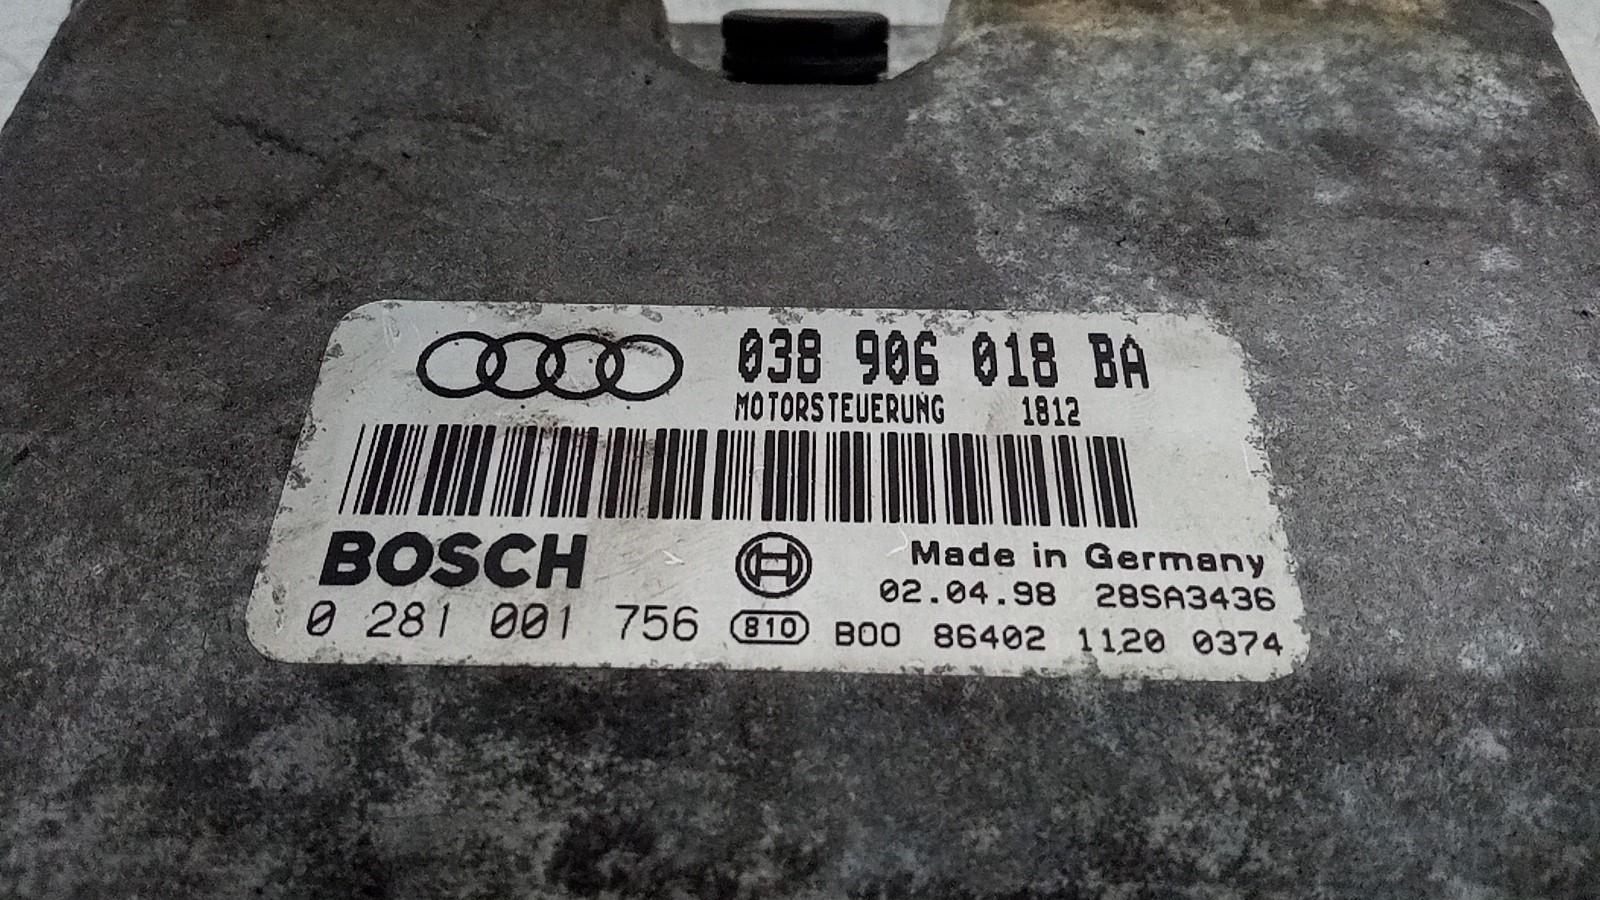 038 906 018 BA
MOTORSTEUERUNG 1812
BOSCH
Made in Germany
02.04.98 28SA3436
0 281 001 756 810 B00 86402 1120 0374